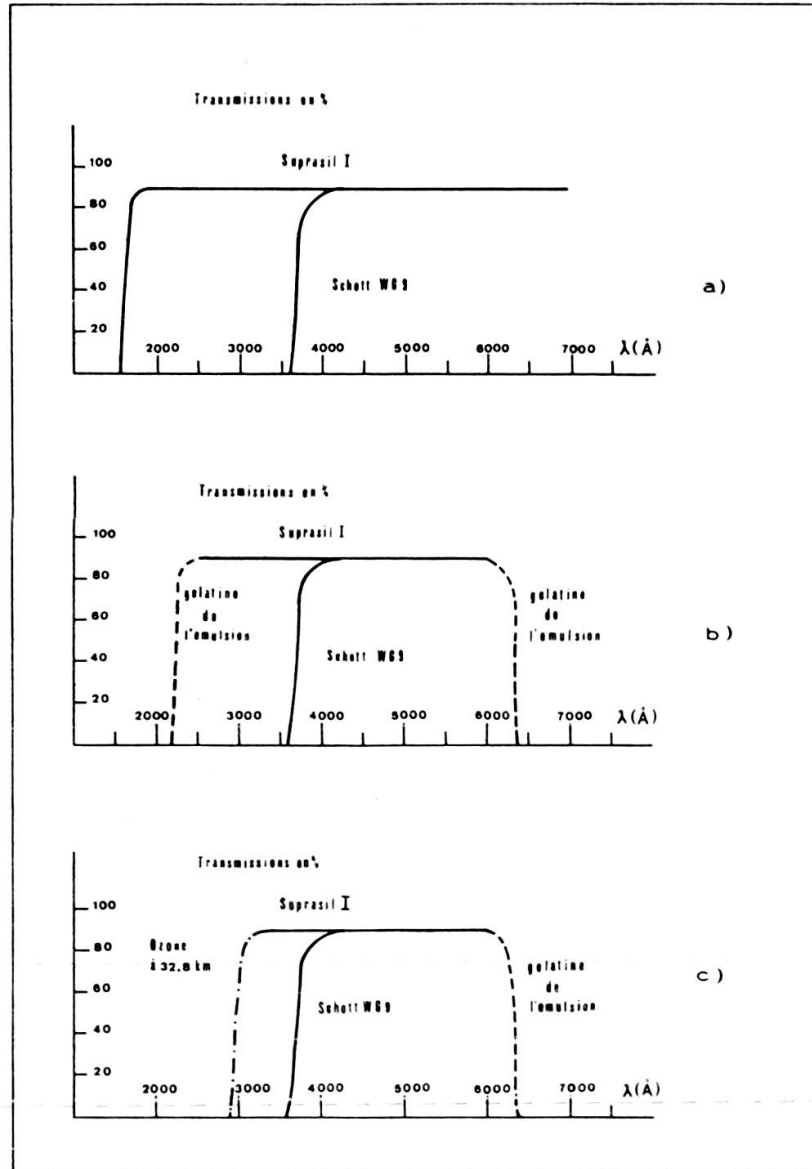 Transmissions en %
Suprasil I
100
80
60
40
20
Schott WG9
a)
2000 3000 4000 5000 6000 7000 λ(Å)
Transmissions en %
Suprasil I
100
80
60
40
20
gelatine
de
l'emulsion
gelatine
de
l'emulsion
Schott WG9
b)
2000 3000 4000 5000 6000 7000 λ(Å)
Transmissions en %
Suprasil I
100
80
60
40
20
Ozone
à 32,8 km
gelatine
de
l'emulsion
Schott WG9
c)
2000 3000 4000 5000 6000 7000 λ(Å)